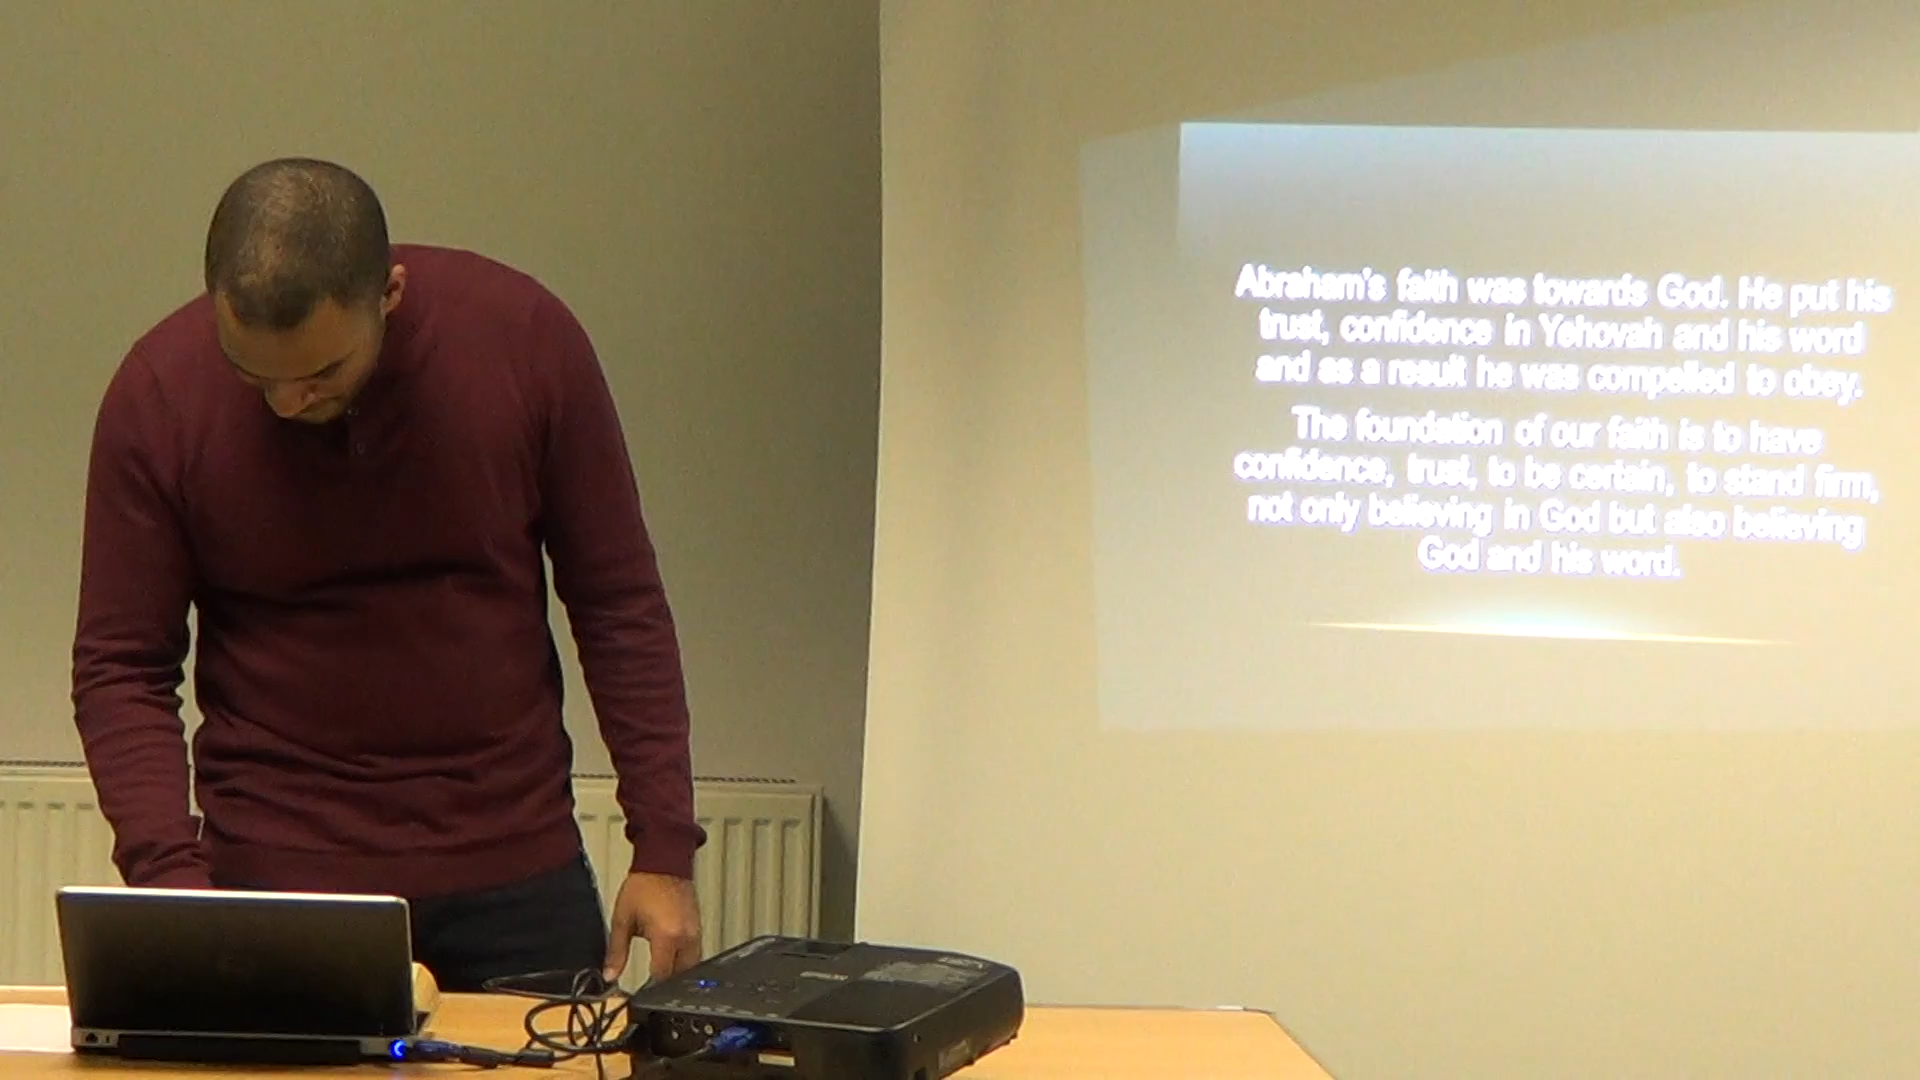 Abraham's faith was towards God. He put his
trust, confidence in Yehovah and his word
and as a result he was compelled to obey.
The foundation of our faith is to have
confidence, trust, to be certain, to stand firm,
not only believing in God but also believing
God and his word.